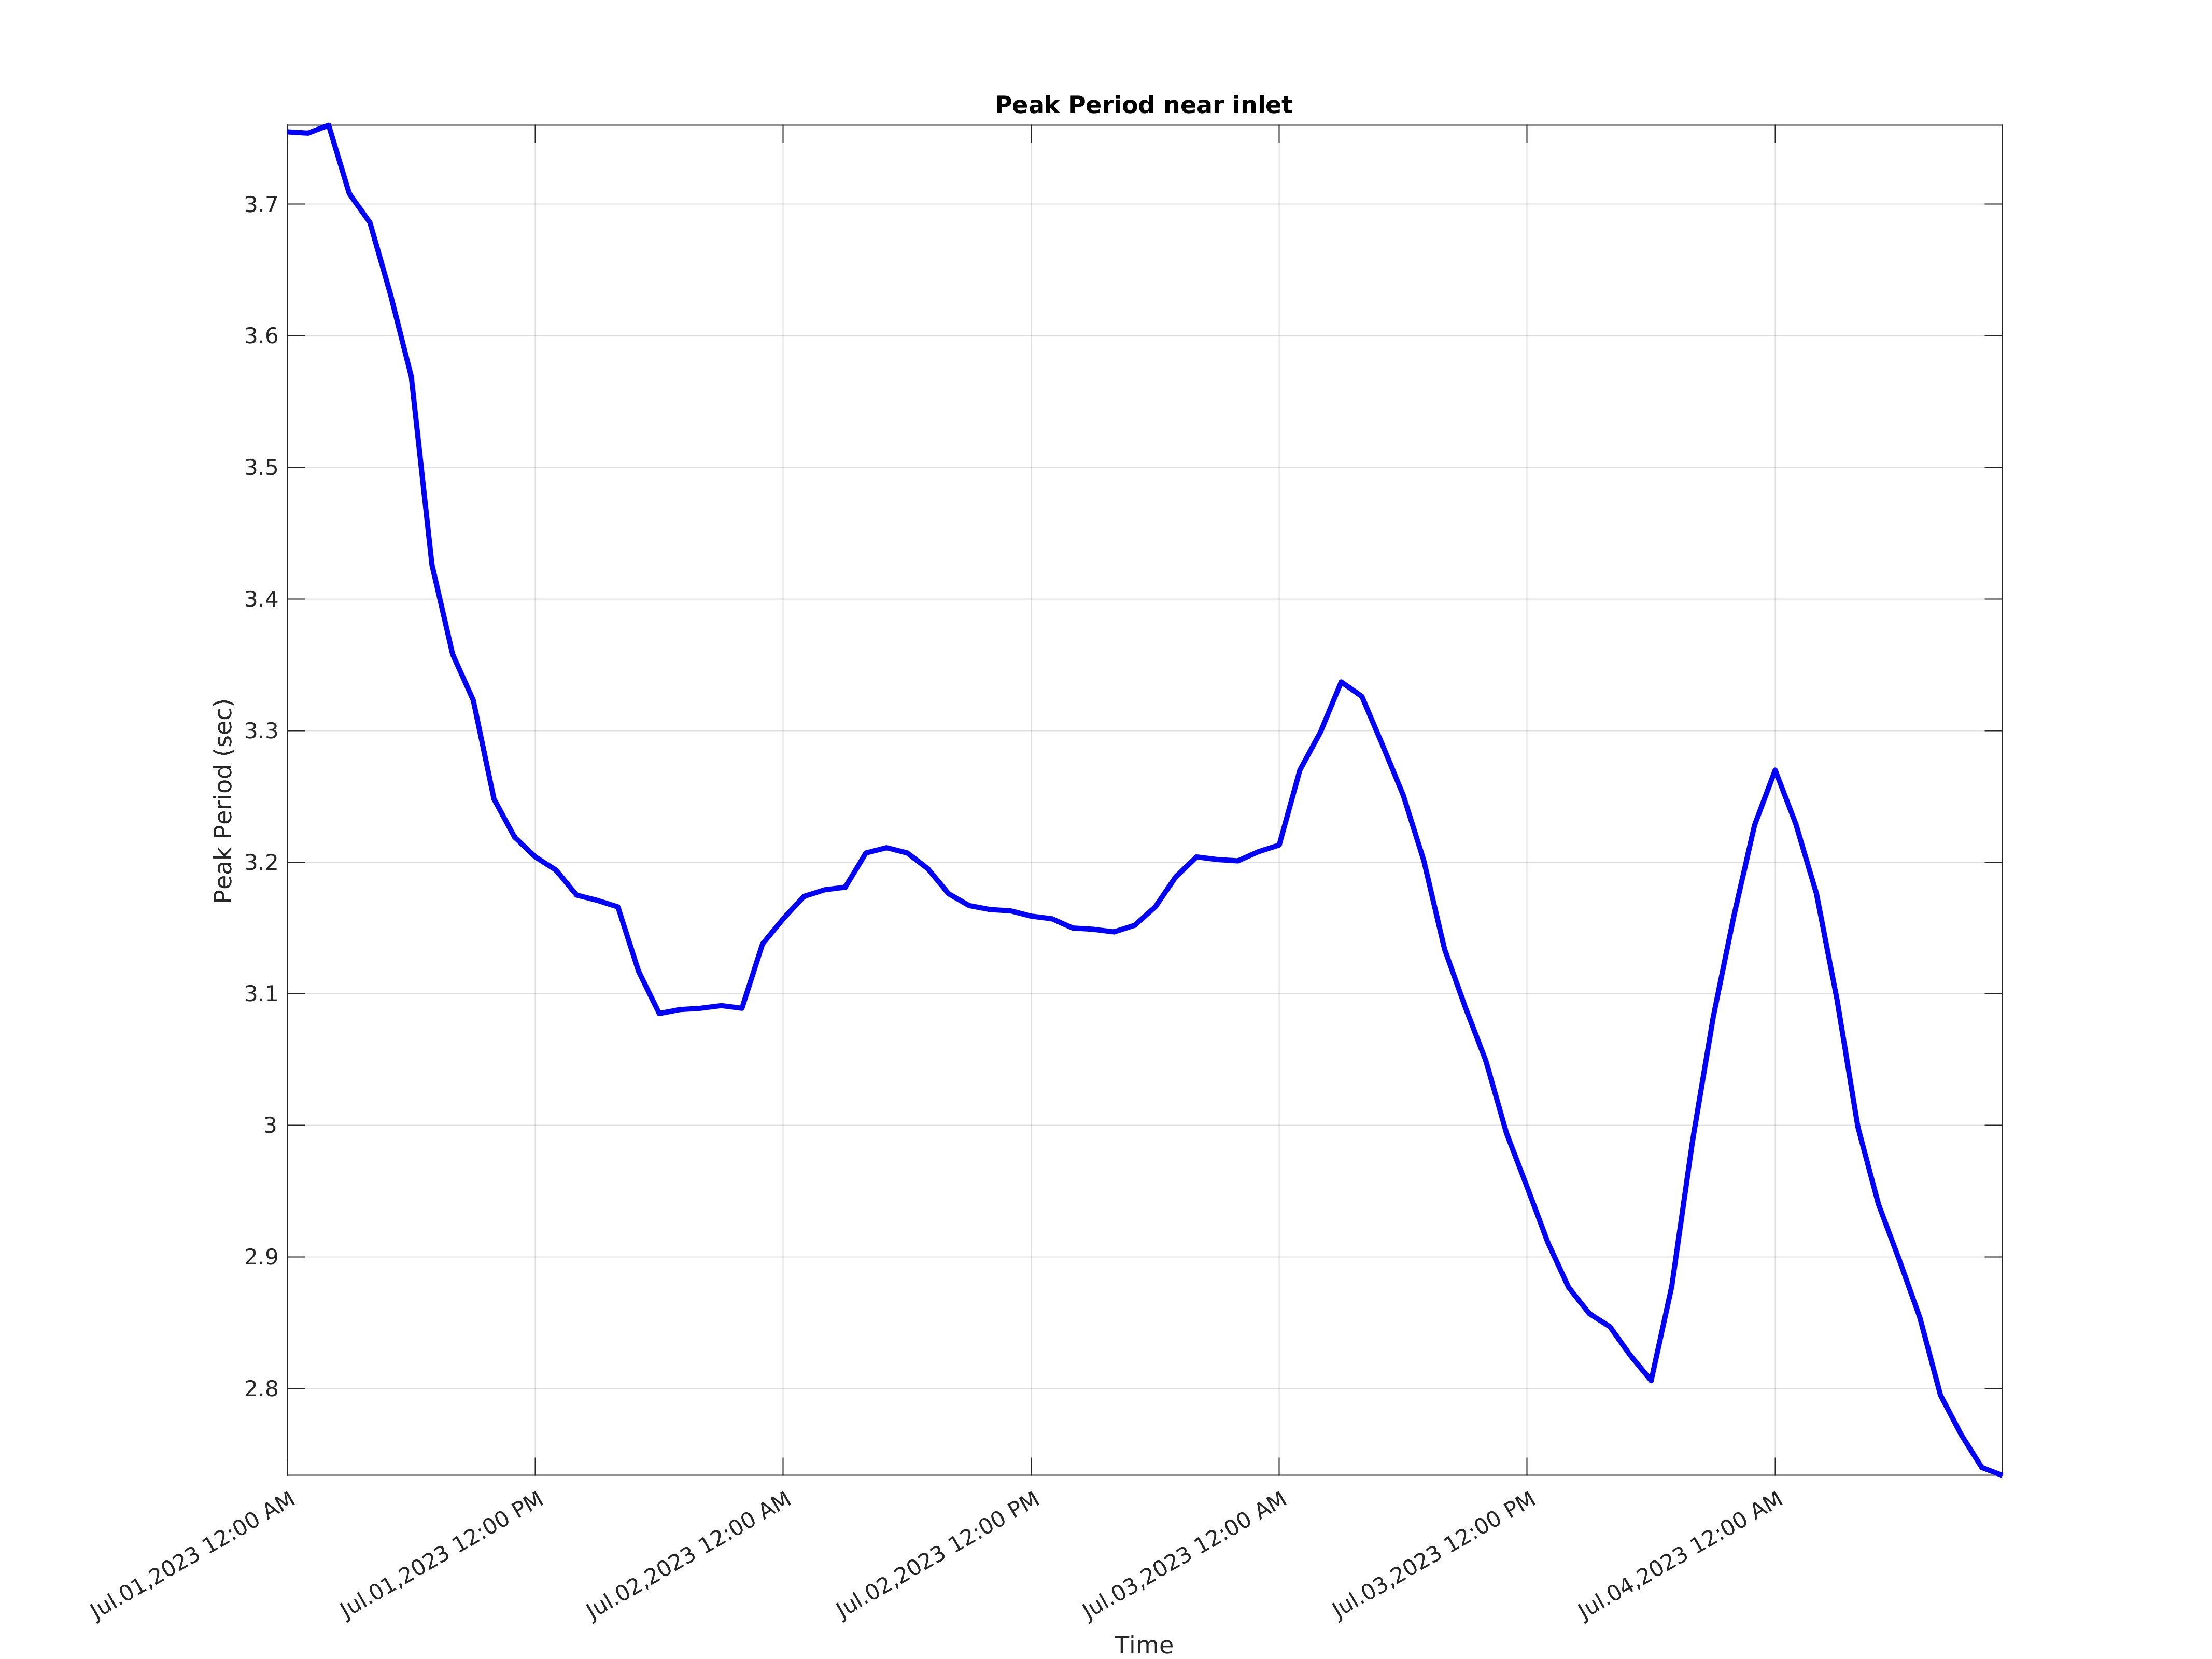 Peak Period near inlet
Peak Period (sec)
3.7
3.6
3.5
3.4
3.3
3.2
3.1
3
2.9
2.8
Jul.01,2023 12:00 AM
Jul.01,2023 12:00 PM
Jul.02,2023 12:00 AM
Jul.02,2023 12:00 PM
Jul.03,2023 12:00 AM
Jul.03,2023 12:00 PM
Jul.04,2023 12:00 AM
Time